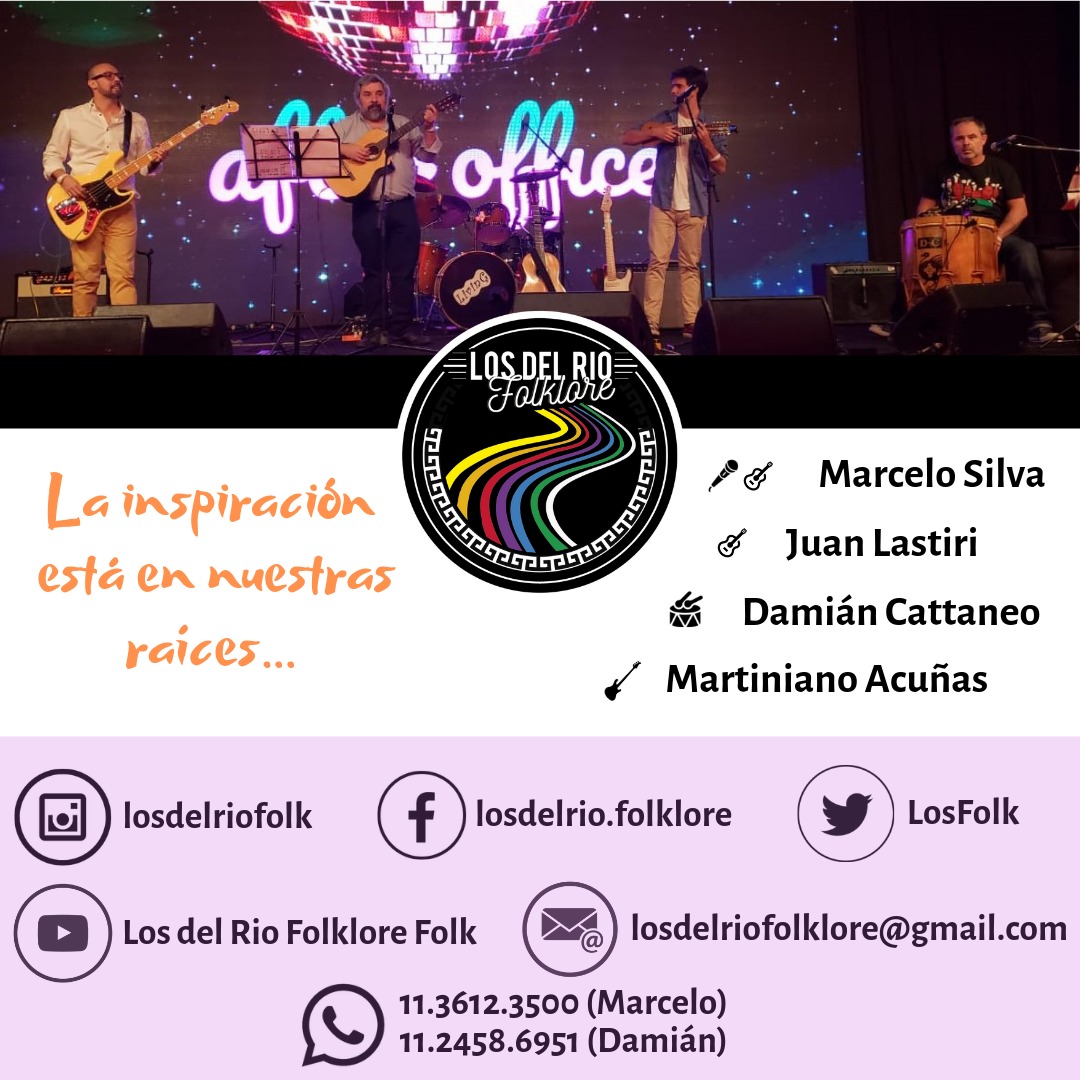 after office
LivinG
D-C
LOS DEL RIO
Folklore
La inspiración
está en nuestras
raíces...
Marcelo Silva
Juan Lastiri
Damián Cattaneo
Martiniano Acuñas
losdelriofolk
losdelrio.folklore
LosFolk
Los del Rio Folklore Folk
losdelriofolklore@gmail.com
11.3612.3500 (Marcelo)
11.2458.6951 (Damián)